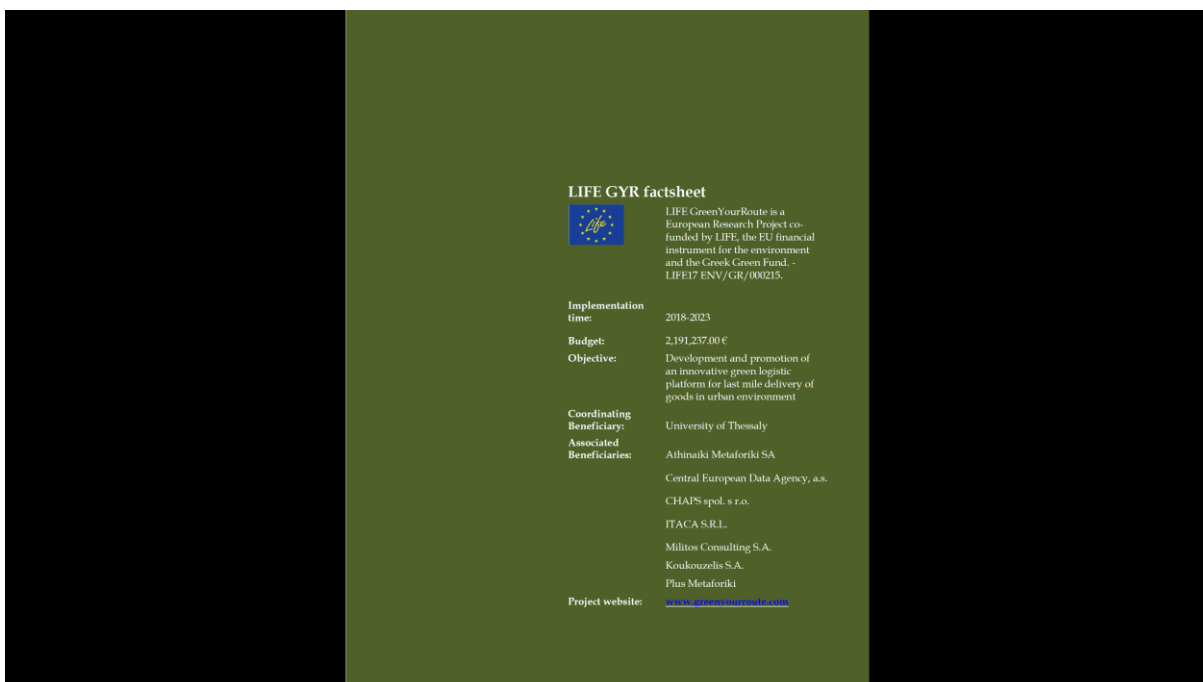 LIFE GYR factsheet
Life
LIFE GreenYourRoute is a
European Research Project co-
funded by LIFE, the EU financial
instrument for the environment
and the Greek Green Fund. -
LIFE17 ENV/GR/000215.
Implementation
time: 2018-2023
Budget: 2,191,237.00 €
Objective: Development and promotion of
an innovative green logistic
platform for last mile delivery of
goods in urban environment
Coordinating
Beneficiary: University of Thessaly
Associated
Beneficiaries: Athinaiki Metaforiki SA
Central European Data Agency, a.s.
CHAPS spol. s r.o.
ITACA S.R.L.
Militos Consulting S.A.
Koukouzelis S.A.
Plus Metaforiki
Project website: www.greenyourroute.com